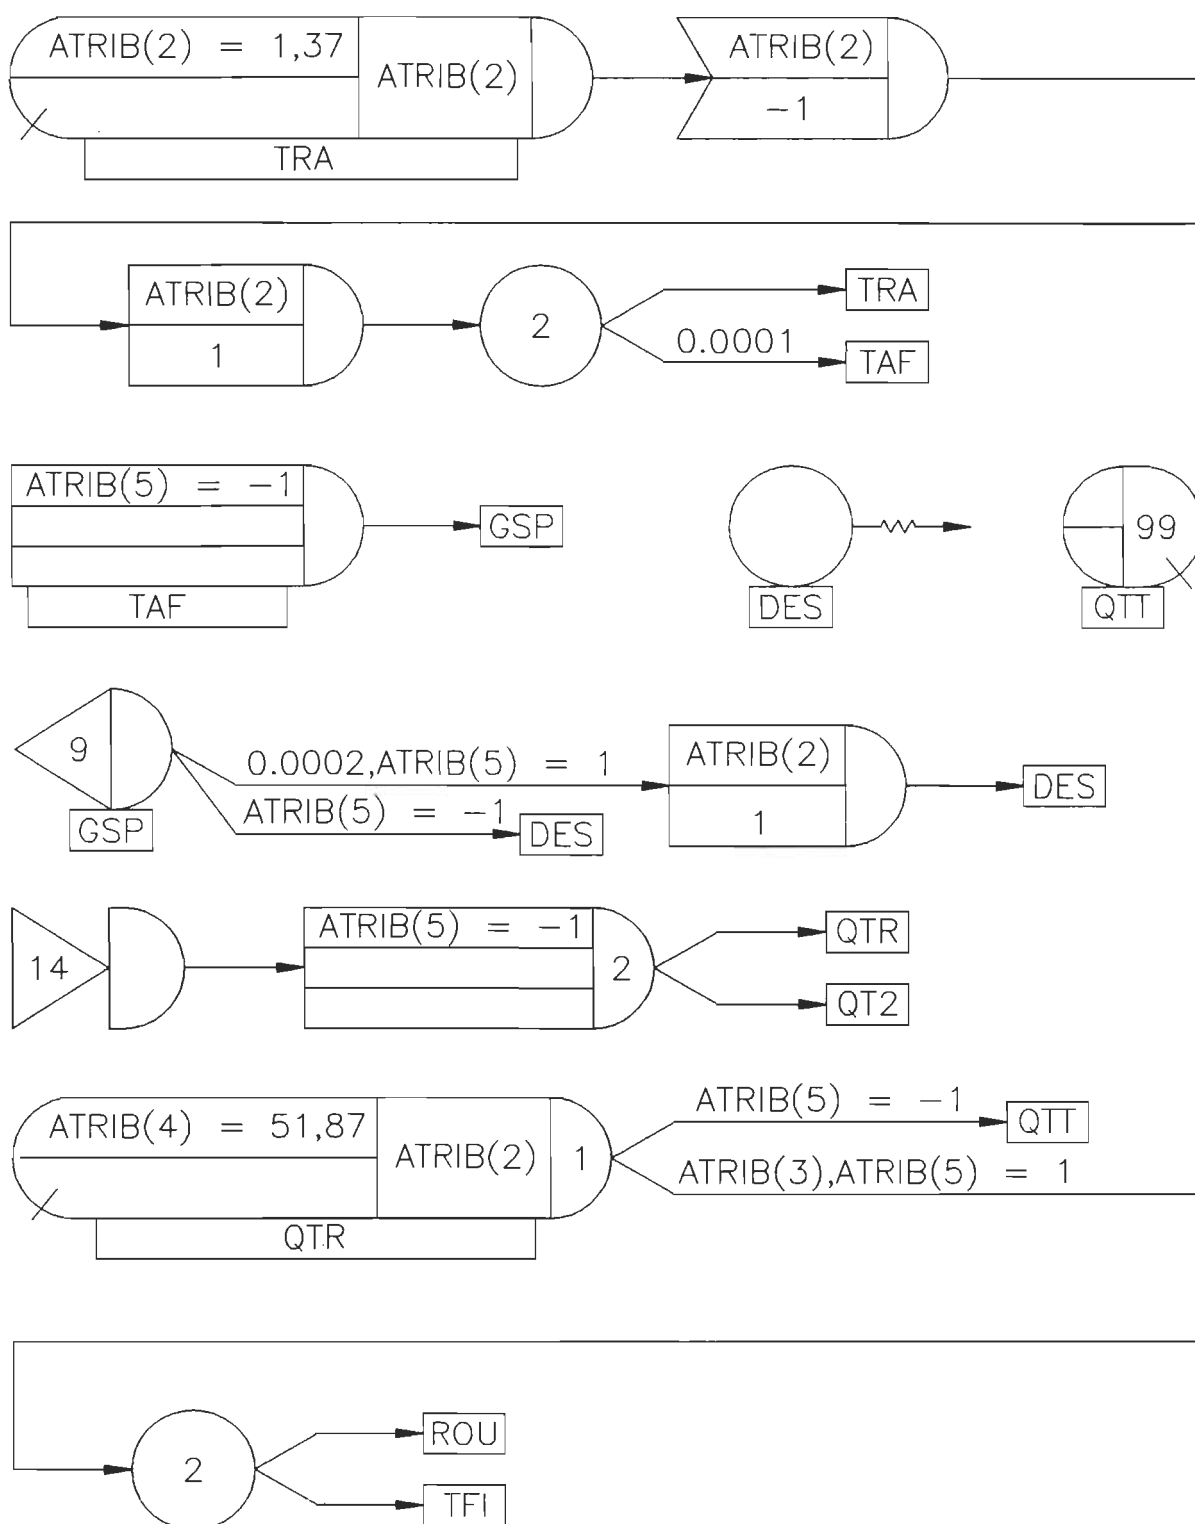 ATRIB(2) = 1,37
ATRIB(2)
TRA
ATRIB(2)
-1
ATRIB(2)
1
2
TRA
0.0001
TAF
ATRIB(5) = -1
TAF
GSP
DES
99
QTT
9
GSP
0.0002,ATRIB(5) = 1
ATRIB(5) = -1
DES
ATRIB(2)
1
DES
14
ATRIB(5) = -1
2
QTR
QT2
ATRIB(4) = 51,87
ATRIB(2)
1
QTR
ATRIB(5) = -1
QTT
ATRIB(3),ATRIB(5) = 1
2
ROU
TFI